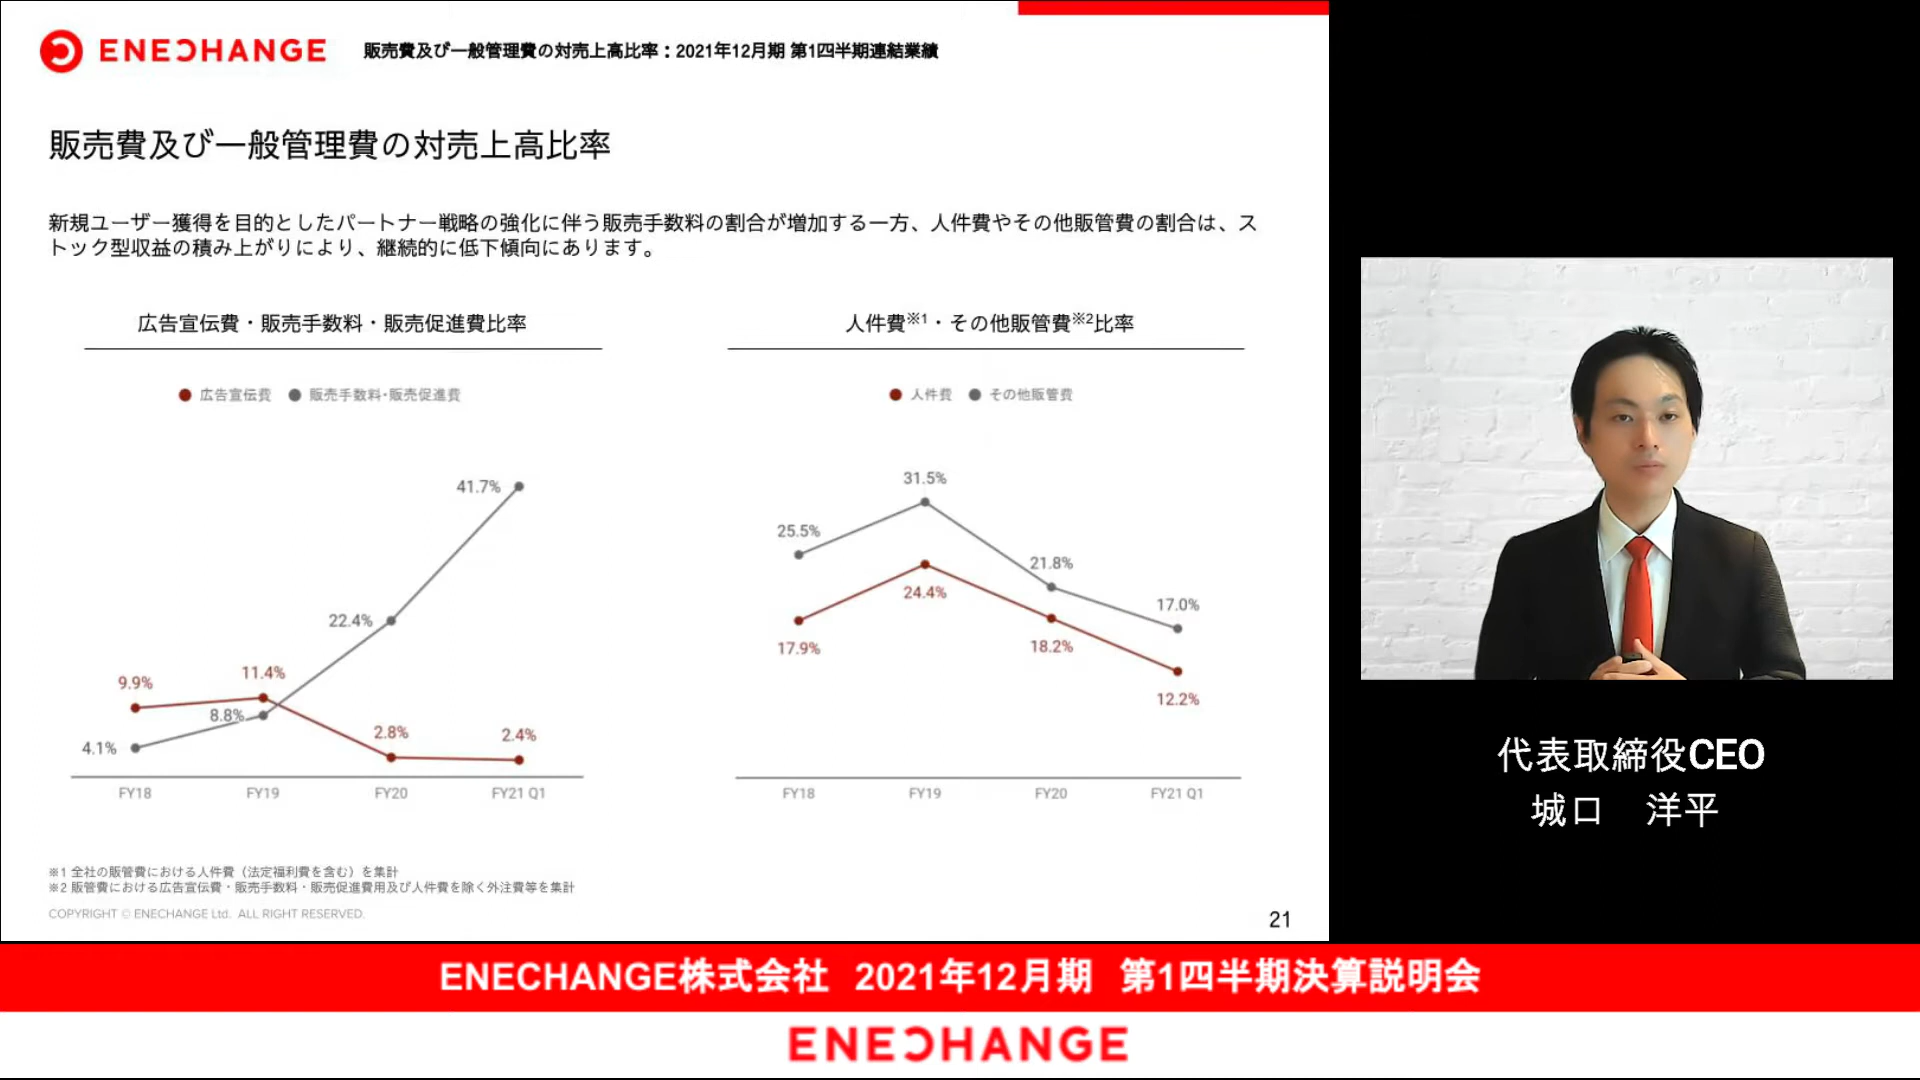 ENECHANGE 販売費及び一般管理費の対売上高比率：2021年12月期 第1四半期連結業績
販売費及び一般管理費の対売上高比率
新規ユーザー獲得を目的としたパートナー戦略の強化に伴う販売手数料の割合が増加する一方、人件費やその他販管費の割合は、ス
トック型収益の積み上がりにより、継続的に低下傾向にあります。
広告宣伝費・販売手数料・販売促進費比率
広告宣伝費 販売手数料・販売促進費
41.7%
22.4%
11.4%
9.9%
8.8%
4.1%
2.8%
2.4%
FY18 FY19 FY20 FY21 Q1
人件費※1・その他販管費※2比率
人件費 その他販管費
31.5%
25.5%
21.8%
24.4%
17.0%
17.9%
18.2%
12.2%
FY18 FY19 FY20 FY21 Q1
※1 全社の販管費における人件費（法定福利費を含む）を集計
※2 販管費における広告宣伝費・販売手数料・販売促進費用及び人件費を除く外注費等を集計
COPYRIGHT © ENECHANGE Ltd. ALL RIGHT RESERVED.
21
代表取締役CEO
城口　洋平
ENECHANGE株式会社 2021年12月期 第1四半期決算説明会
ENECHANGE